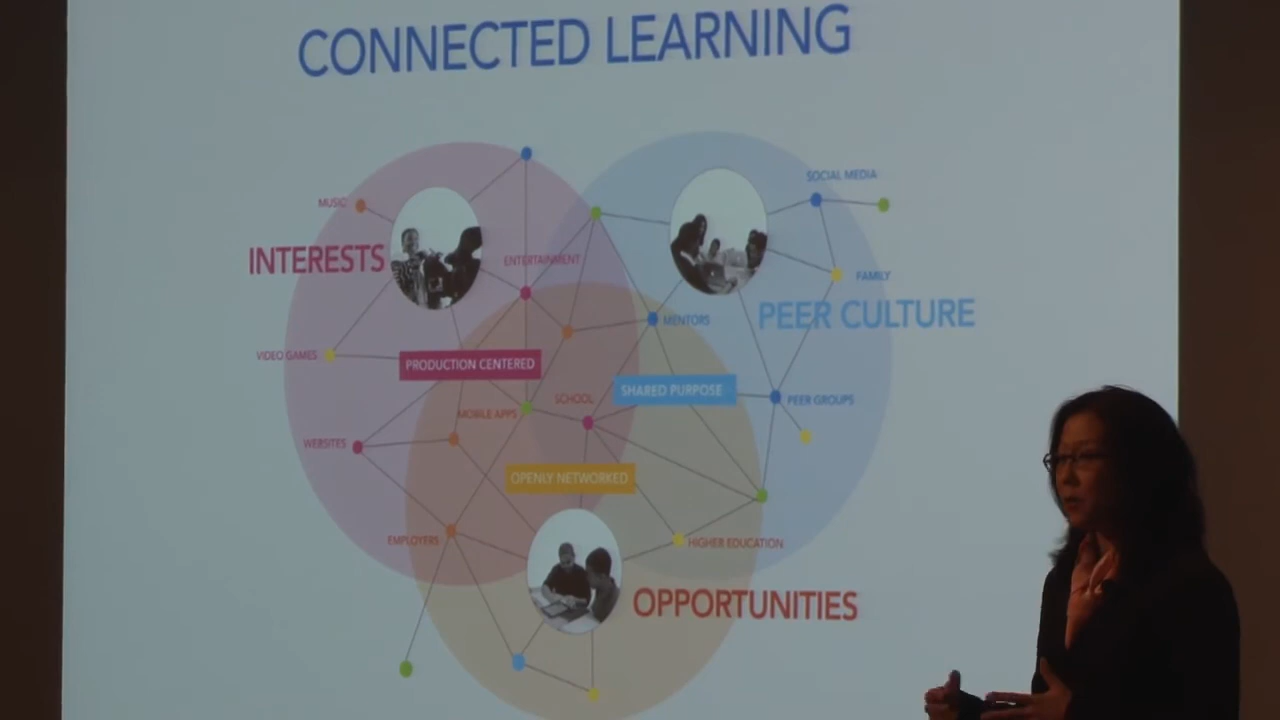 CONNECTED LEARNING
SOCIAL MEDIA
MUSIC
INTERESTS
ENTERTAINMENT
FAMILY
PEER CULTURE
MENTORS
VIDEO GAMES
PRODUCTION CENTERED
SHARED PURPOSE
SCHOOL
PEER GROUPS
MOBILE APPS
WEBSITES
OPENLY NETWORKED
EMPLOYERS
HIGHER EDUCATION
OPPORTUNITIES